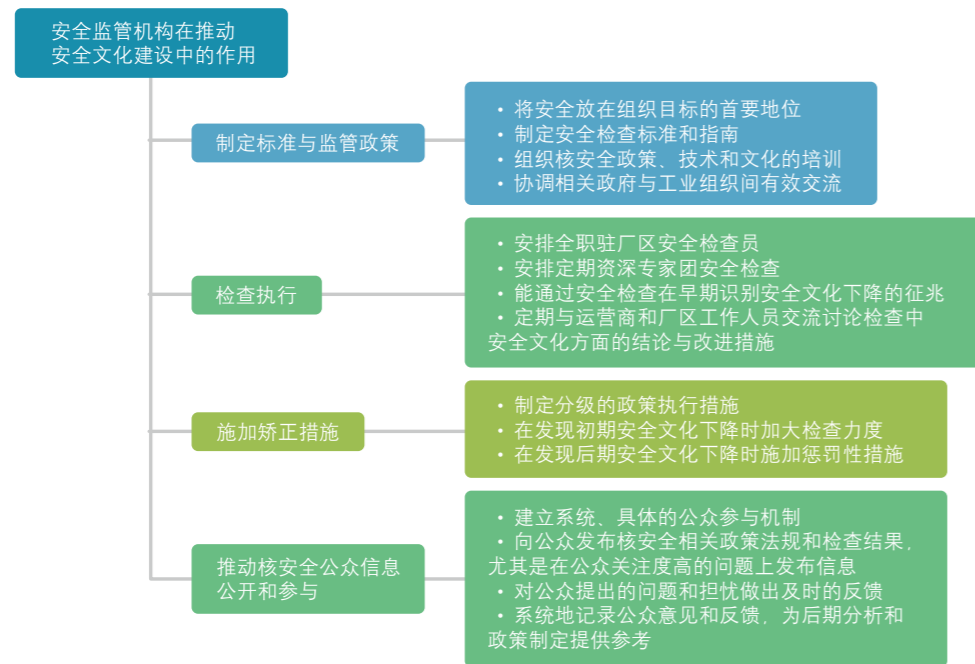 安全监管机构在推动
安全文化建设中的作用
制定标准与监管政策
• 将安全放在组织目标的首要地位
• 制定安全检查标准和指南
• 组织核安全政策、技术和文化的培训
• 协调相关政府与工业组织间有效交流
检查执行
• 安排全职驻厂区安全检查员
• 安排定期资深专家团安全检查
• 能通过安全检查在早期识别安全文化下降的征兆
• 定期与运营商和厂区工作人员交流讨论检查中
安全文化方面的结论与改进措施
施加矫正措施
• 制定分级的政策执行措施
• 在发现初期安全文化下降时加大检查力度
• 在发现后期安全文化下降时施加惩罚性措施
推动核安全公众信息
公开和参与
• 建立系统、具体的公众参与机制
• 向公众发布核安全相关政策法规和检查结果，
尤其是在公众关注度高的问题上发布信息
• 对公众提出的问题和担忧做出及时的反馈
• 系统地记录公众意见和反馈，为后期分析和
政策制定提供参考